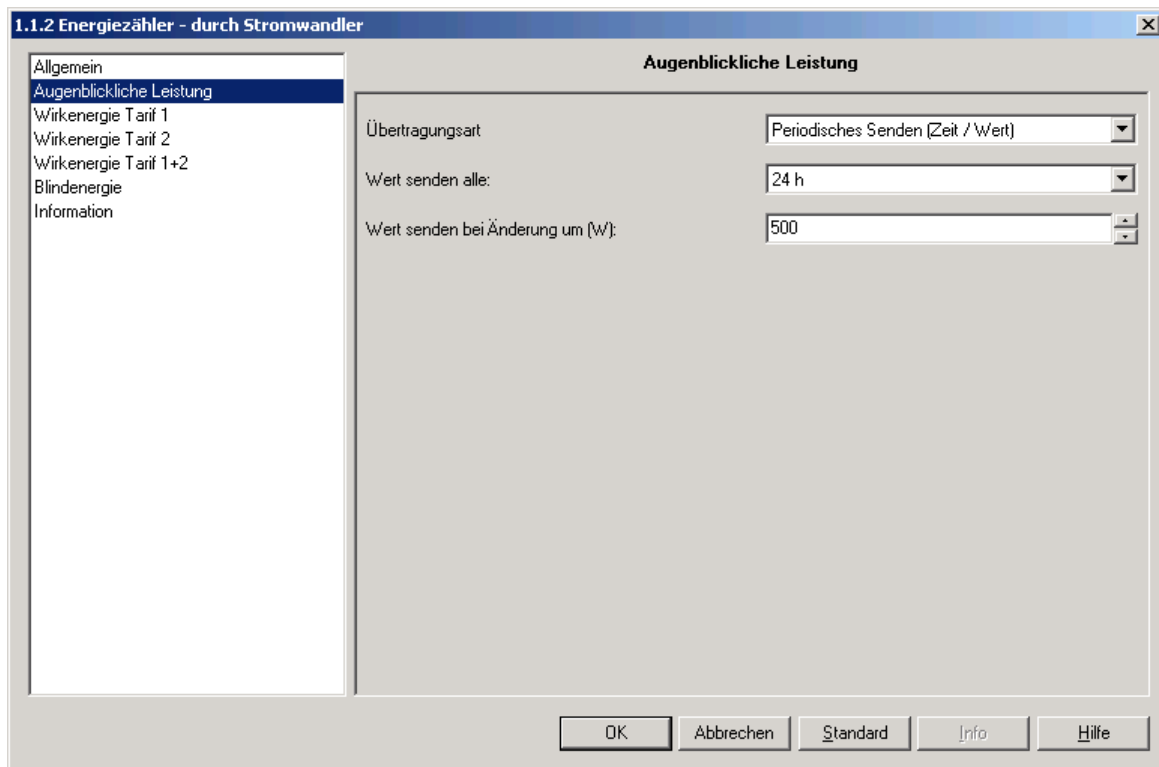 1.1.2 Energiezähler - durch Stromwandler
Allgemein
Augenblickliche Leistung
Wirkenergie Tarif 1
Wirkenergie Tarif 2
Wirkenergie Tarif 1+2
Blindenergie
Information
Augenblickliche Leistung
Übertragungsart
Periodisches Senden (Zeit / Wert)
Wert senden alle:
24 h
Wert senden bei Änderung um (W):
500
OK
Abbrechen
Standard
Info
Hilfe